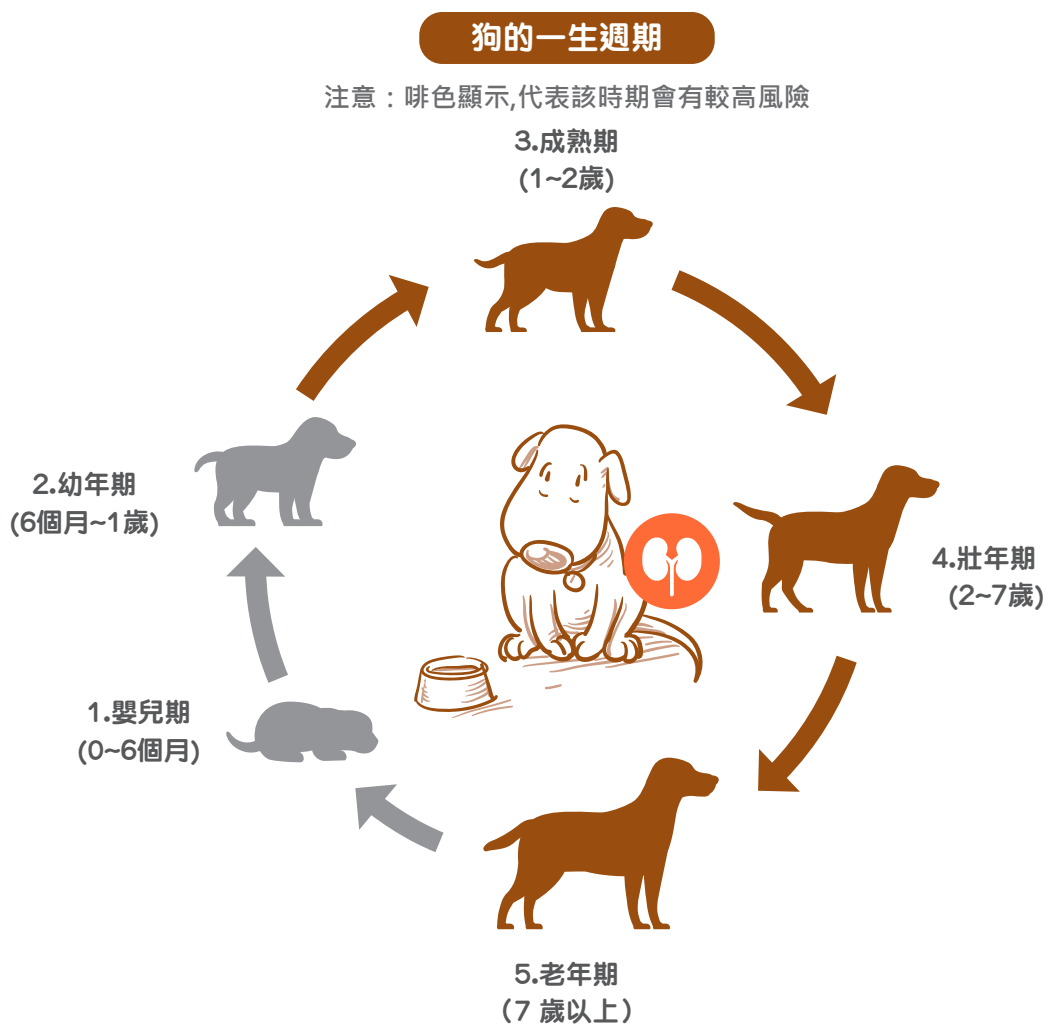 狗的一生週期
注意：啡色顯示,代表該時期會有較高風險
3.成熟期
(1~2歲)
2.幼年期
(6個月~1歲)
4.壯年期
(2~7歲)
1.嬰兒期
(0~6個月)
5.老年期
（7 歲以上）